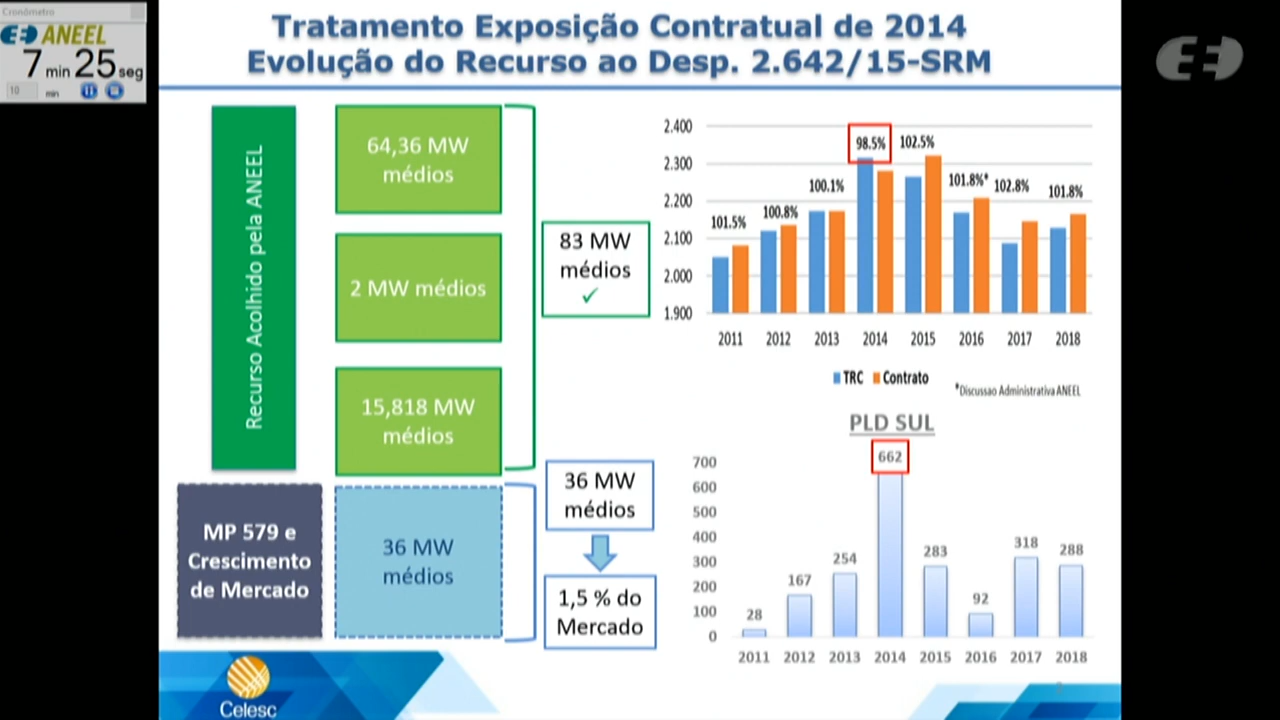 Cronômetro
ANEEL
7 min 25 seg
10 min
Tratamento Exposição Contratual de 2014
Evolução do Recurso ao Desp. 2.642/15-SRM
Recurso Acolhido pela ANEEL
64,36 MW
médios
2 MW médios
15,818 MW
médios
83 MW
médios
✓
MP 579 e
Crescimento
de Mercado
36 MW
médios
36 MW
médios
1,5 % do
Mercado
2.400
2.300
2.200
2.100
2.000
1.900
101.5%
100.8%
100.1%
98.5%
102.5%
101.8%*
102.8%
101.8%
2011 2012 2013 2014 2015 2016 2017 2018
TRC Contrato
*Discussao Administrativa ANEEL
PLD SUL
700
600
500
400
300
200
100
0
28
167
254
662
283
92
318
288
2011 2012 2013 2014 2015 2016 2017 2018
Celesc